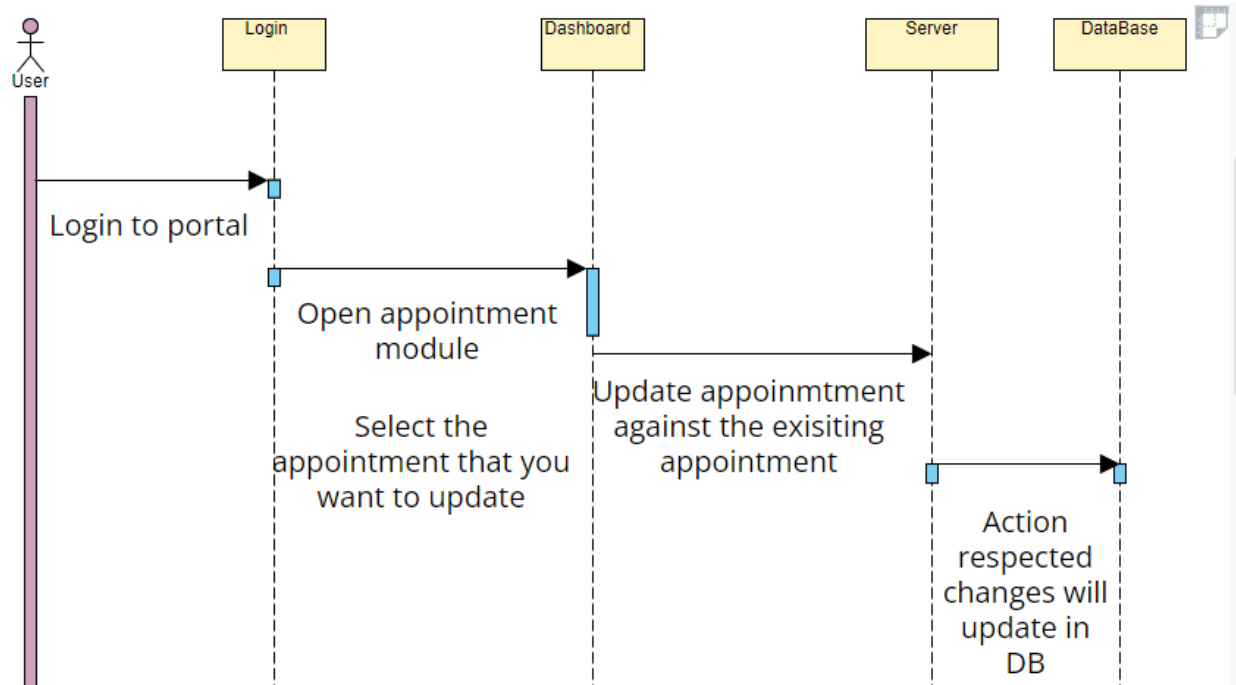 User
Login
Dashboard
Server
DataBase
Login to portal
Open appointment
module
Select the
appointment that you
want to update
Update appoinmtment
against the exisiting
appointment
Action
respected
changes will
update in
DB